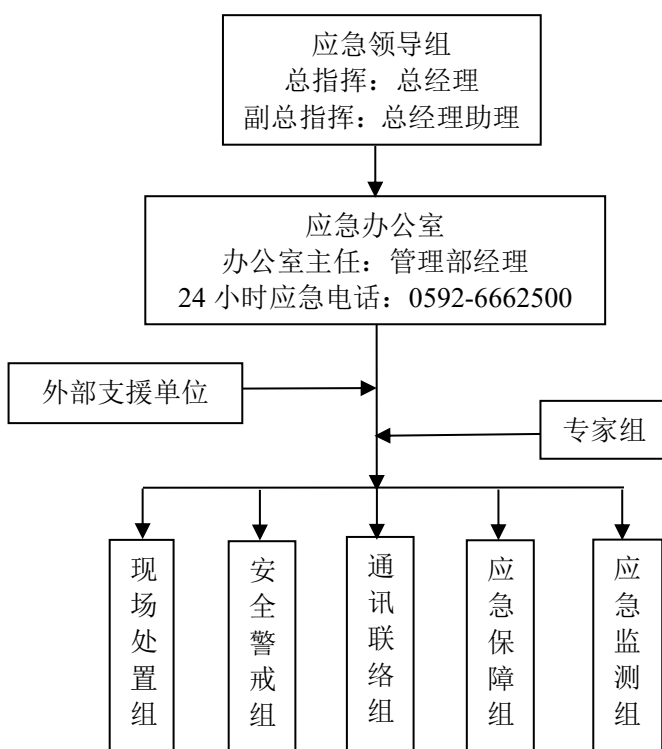 应急领导组
总指挥：总经理
副总指挥：总经理助理
应急办公室
办公室主任：管理部经理
24 小时应急电话：0592-6662500
外部支援单位
专家组
现场处置组
安全警戒组
通讯联络组
应急保障组
应急监测组